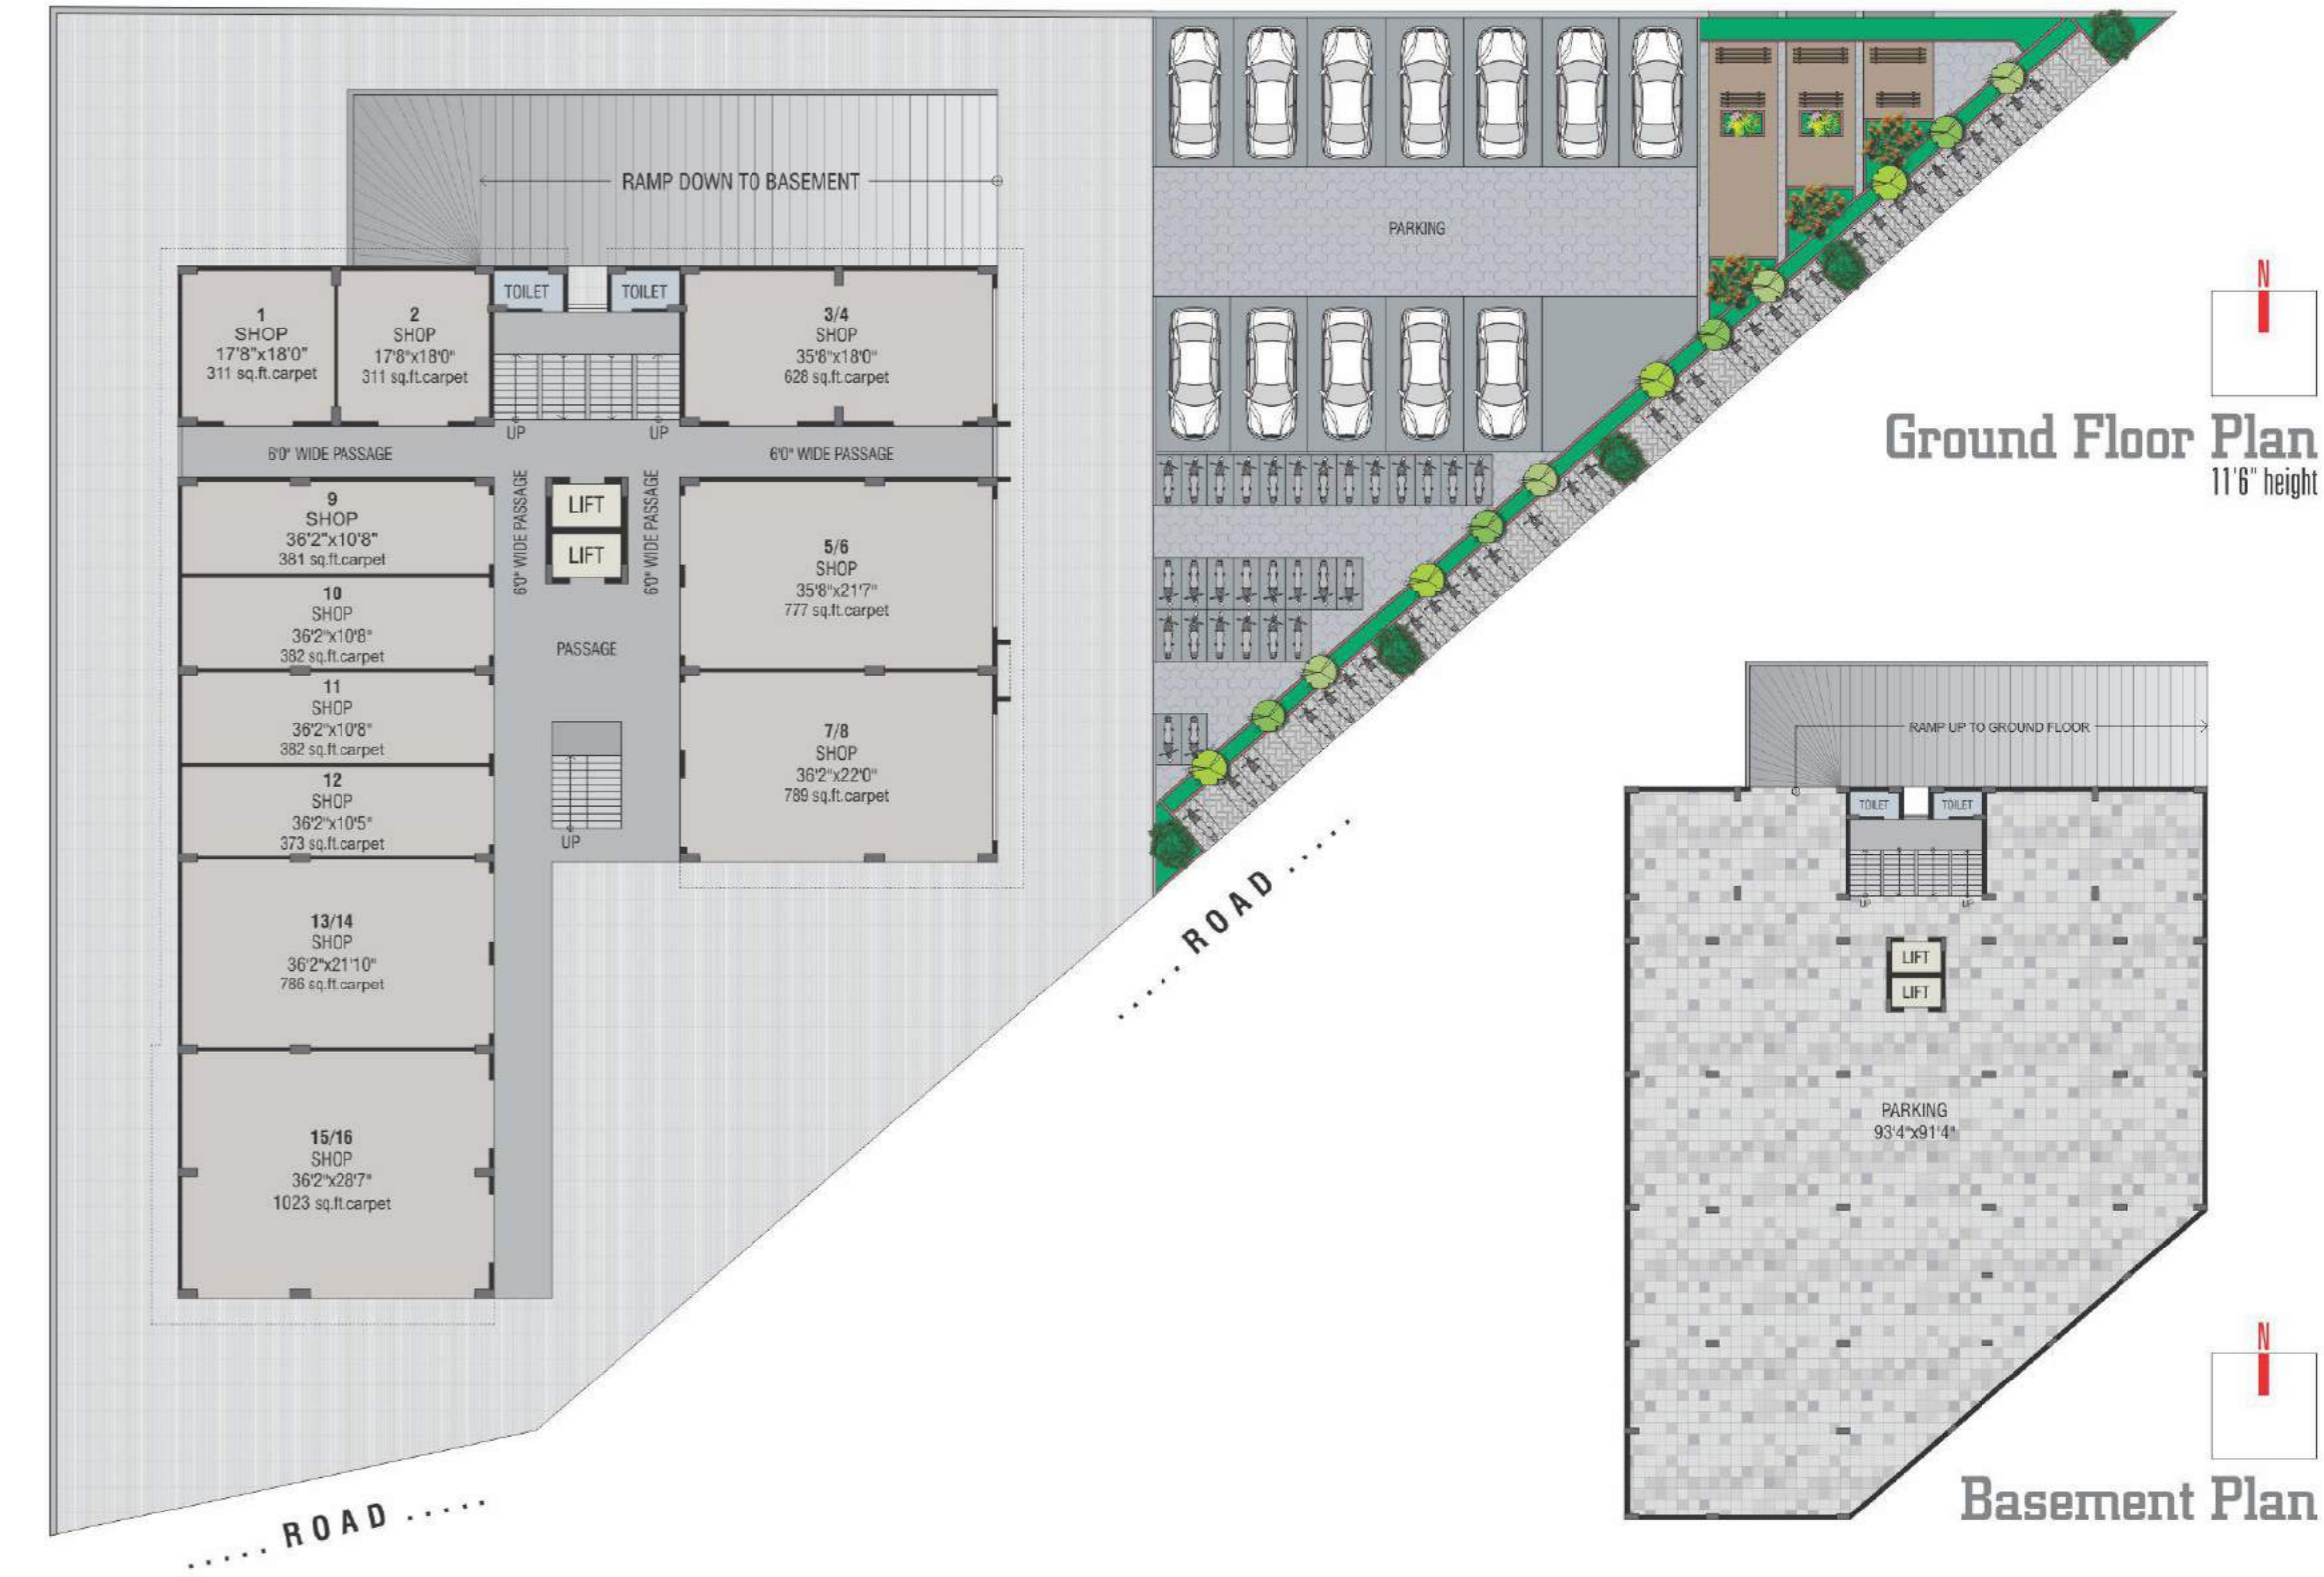 RAMP DOWN TO BASEMENT
PARKING
TOILET
TOILET
1
SHOP
17'8"x18'0"
311 sq.ft.carpet
2
SHOP
17'8"x18'0"
311 sq.ft.carpet
3/4
SHOP
35'8"x18'0"
628 sq.ft.carpet
UP
UP
6'0" WIDE PASSAGE
6'0" WIDE PASSAGE
6'0" WIDE PASSAGE
6'0" WIDE PASSAGE
LIFT
LIFT
9
SHOP
36'2"x10'8"
381 sq.ft.carpet
10
SHOP
36'2"x10'8"
382 sq.ft.carpet
5/6
SHOP
35'8"x21'7"
777 sq.ft.carpet
PASSAGE
11
SHOP
36'2"x10'8"
382 sq.ft.carpet
7/8
SHOP
36'2"x22'0"
789 sq.ft.carpet
12
SHOP
36'2"x10'5"
373 sq.ft.carpet
UP
13/14
SHOP
36'2"x21'10"
786 sq.ft.carpet
15/16
SHOP
36'2"x28'7"
1023 sq.ft.carpet
..... ROAD .....
..... ROAD .....
N
Ground Floor Plan
11'6" height
RAMP UP TO GROUND FLOOR
TOILET
TOILET
UP
UP
LIFT
LIFT
PARKING
93'4"x91'4"
N
Basement Plan